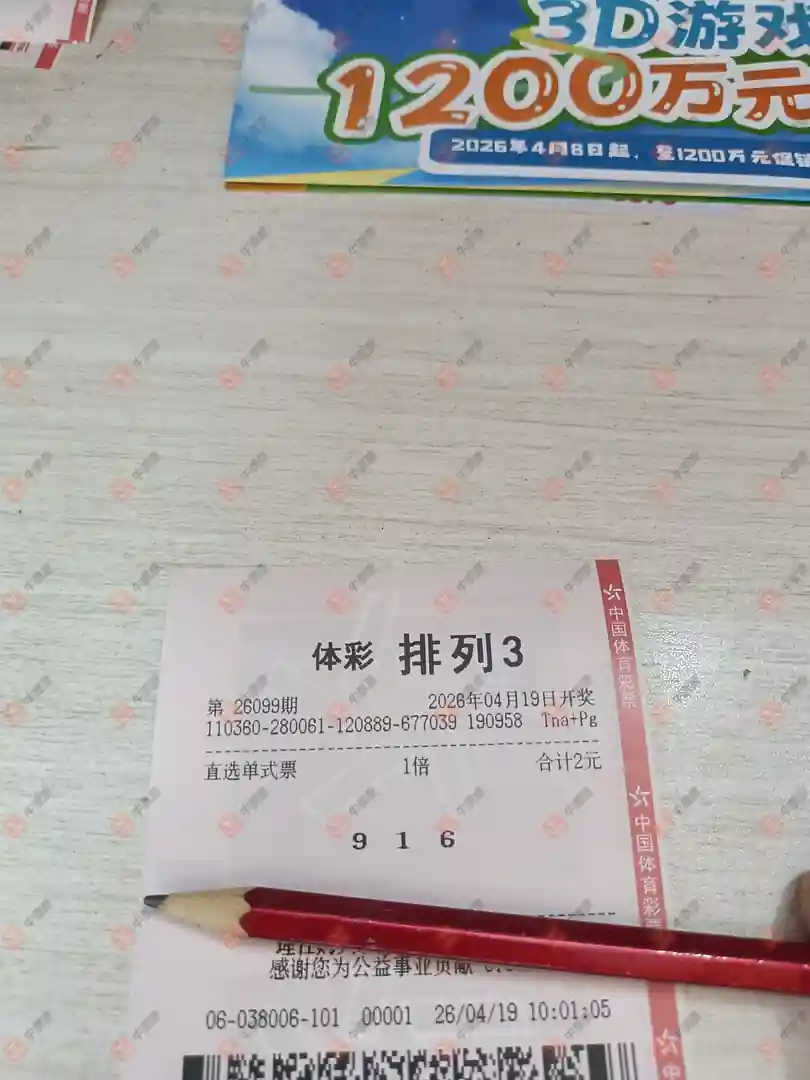 3D游戏
1200万元
2026年4月8日起，至1200万元促销
体彩 排列3
第 26099期 2026年04月19日开奖
110360-280061-120889-677039 190958 Tna+Pg
直选单式票 1倍 合计2元
9 1 6
感谢您为公益事业贡献
06-038006-101 00001 26/04/19 10:01:05
中国体育彩票
中国体育彩票
中